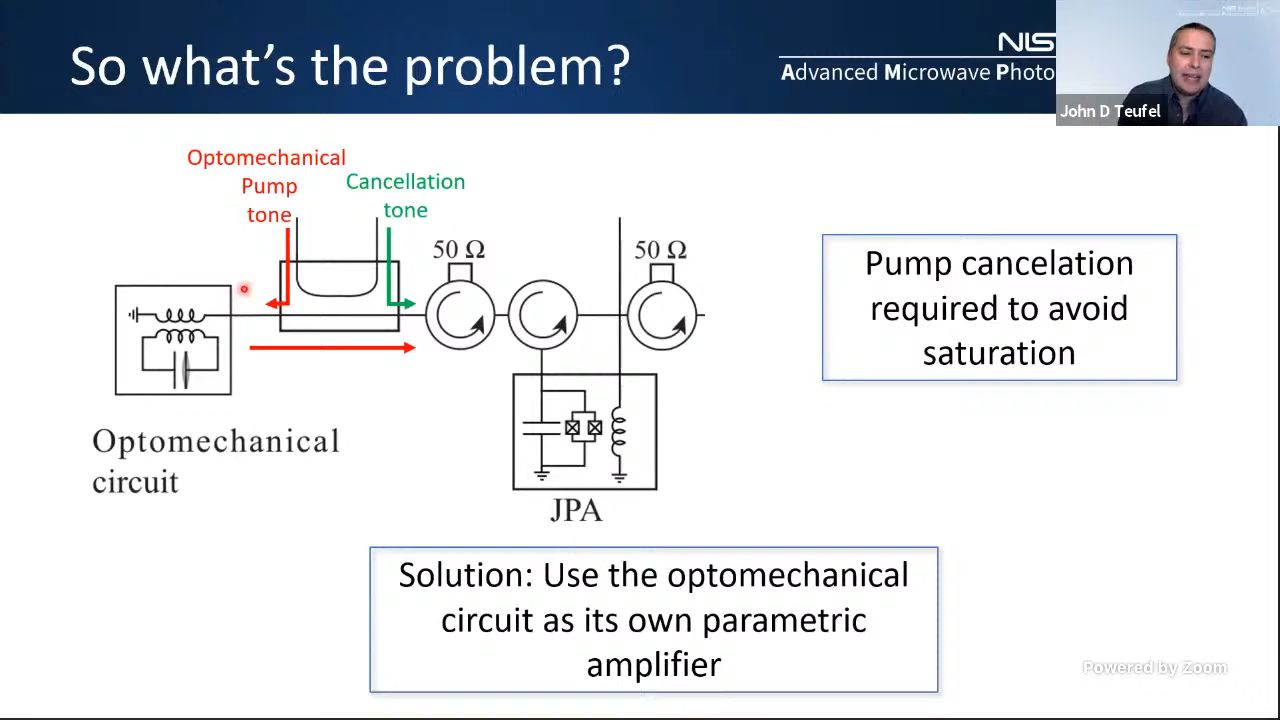 So what's the problem?
NIS
Advanced Microwave Photo
John D Teufel
Optomechanical
Pump
tone
Cancellation
tone
50 Ω
50 Ω
Pump cancelation
required to avoid
saturation
Optomechanical
circuit
JPA
Solution: Use the optomechanical
circuit as its own parametric
amplifier
Powered by Zoom